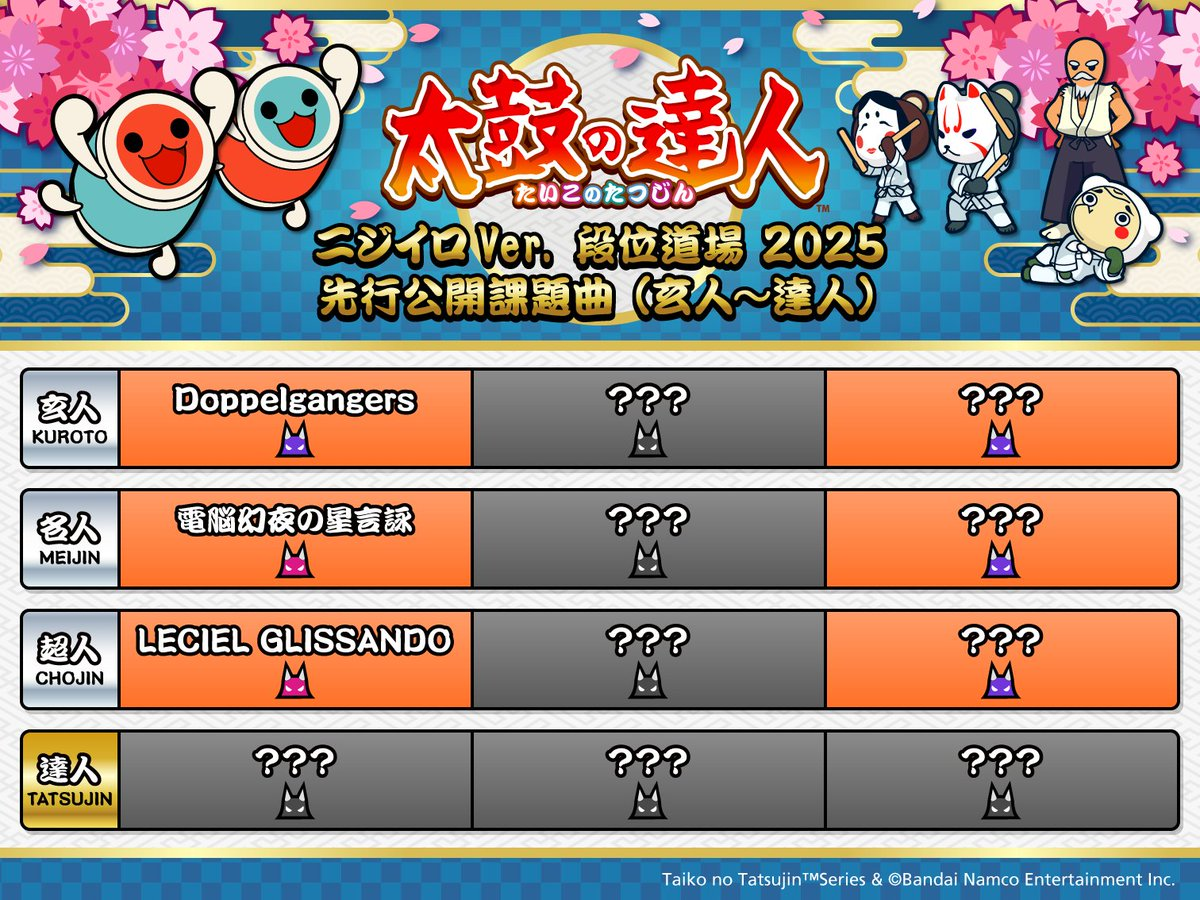 太鼓の達人
たいこのたつじん
TM
ニジイロVer. 段位道場 2025
先行公開課題曲（玄人～達人）
玄人
KUROTO
Doppelgangers
???
???
名人
MEIJIN
電脳幻夜の星言詠
???
???
超人
CHOJIN
LECIEL GLISSANDO
???
???
達人
TATSUJIN
???
???
???
Taiko no Tatsujin™Series & ©Bandai Namco Entertainment Inc.